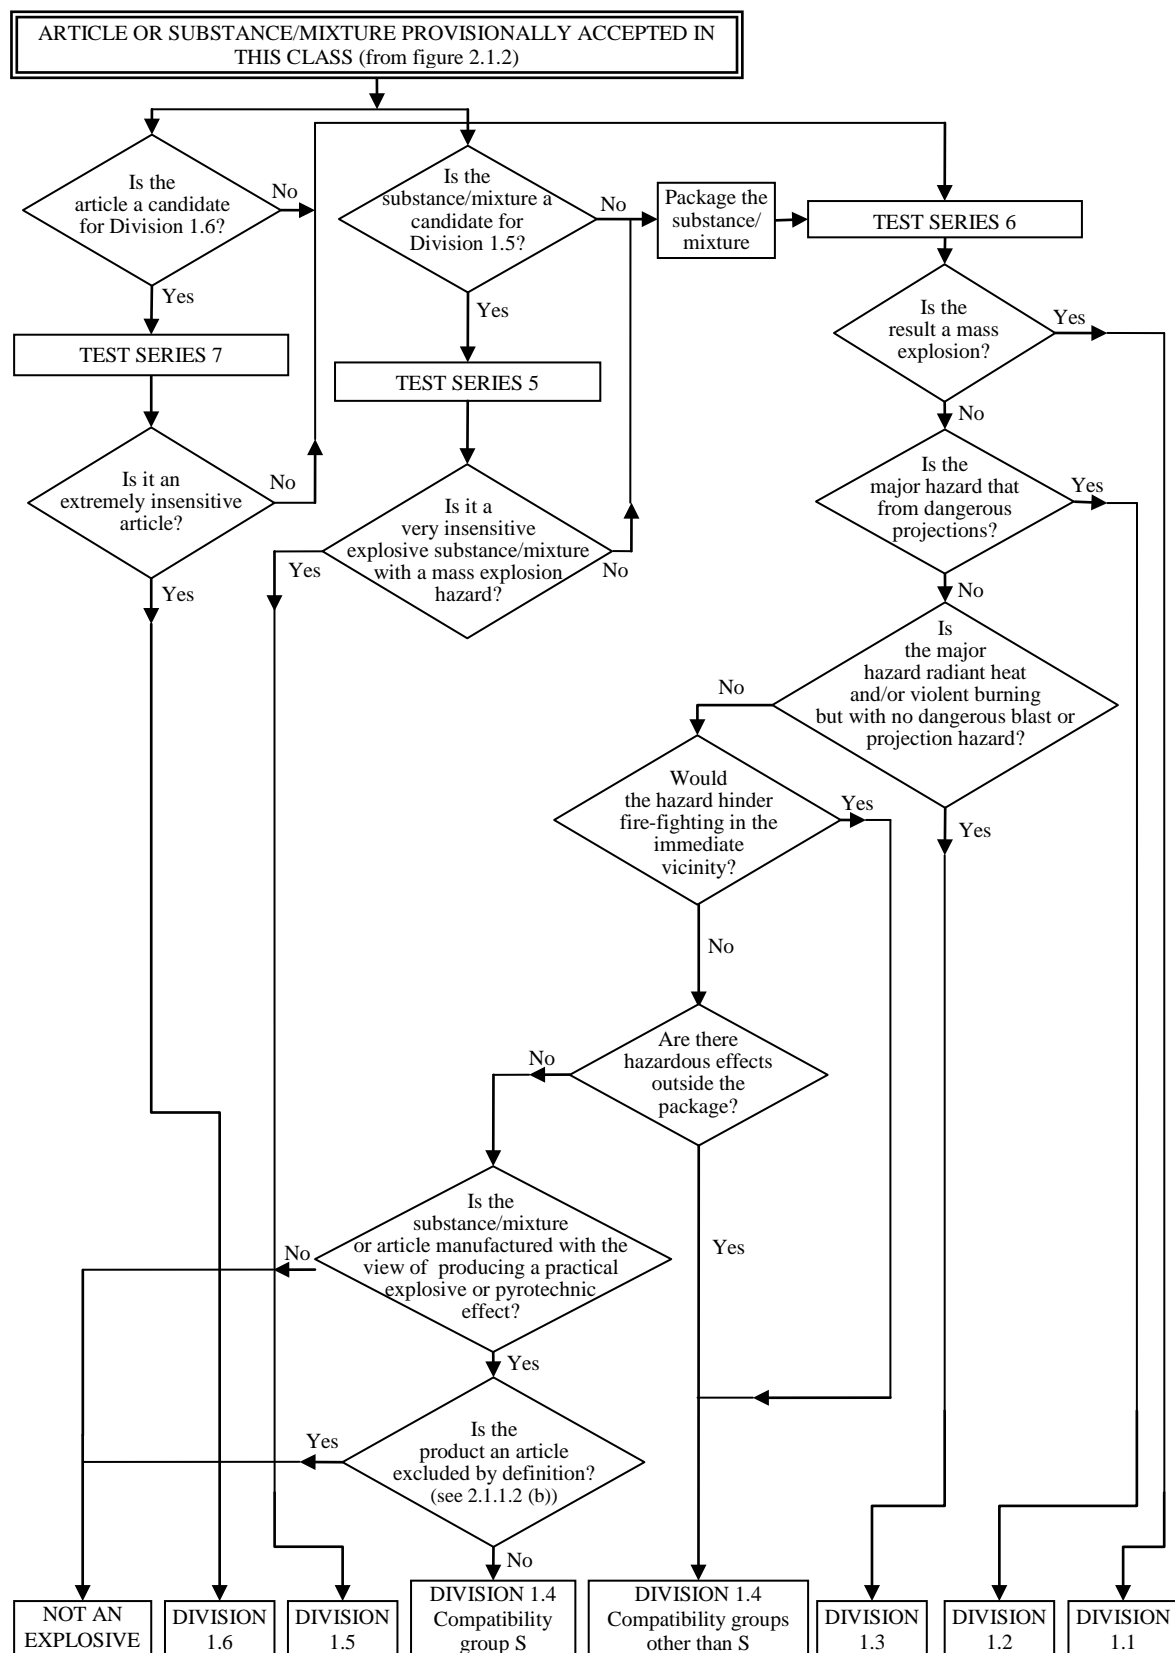 ARTICLE OR SUBSTANCE/MIXTURE PROVISIONALLY ACCEPTED IN
THIS CLASS (from figure 2.1.2)
Is the
article a candidate
for Division 1.6?
No
Is the
substance/mixture a
candidate for
Division 1.5?
No
Package the
substance/
mixture
TEST SERIES 6
Yes
Yes
Is the
result a mass
explosion?
Yes
TEST SERIES 7
TEST SERIES 5
No
Is it an
extremely insensitive
article?
No
Is the
major hazard that
from dangerous
projections?
Yes
Is it a
very insensitive
explosive substance/mixture
with a mass explosion
hazard?
Yes
No
Yes
No
Is
the major
hazard radiant heat
and/or violent burning
but with no dangerous blast or
projection hazard?
No
Would
the hazard hinder
fire-fighting in the
immediate
vicinity?
Yes
Yes
No
Are there
hazardous effects
outside the
package?
No
Is the
substance/mixture
or article manufactured with the
view of producing a practical
explosive or pyrotechnic
effect?
No
Yes
Yes
Is the
product an article
excluded by definition?
(see 2.1.1.2 (b))
Yes
No
NOT AN
EXPLOSIVE
DIVISION
1.6
DIVISION
1.5
DIVISION 1.4
Compatibility
group S
DIVISION 1.4
Compatibility groups
other than S
DIVISION
1.3
DIVISION
1.2
DIVISION
1.1